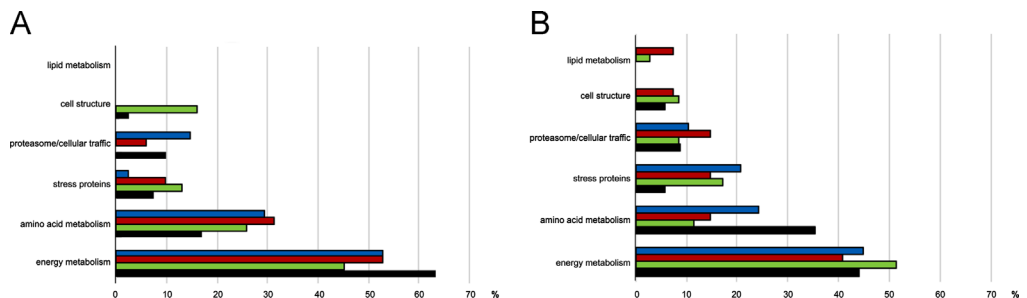 A
lipid metabolism
cell structure
proteasome/cellular traffic
stress proteins
amino acid metabolism
energy metabolism
0 10 20 30 40 50 60 70 %
B
lipid metabolism
cell structure
proteasome/cellular traffic
stress proteins
amino acid metabolism
energy metabolism
0 10 20 30 40 50 60 70 %